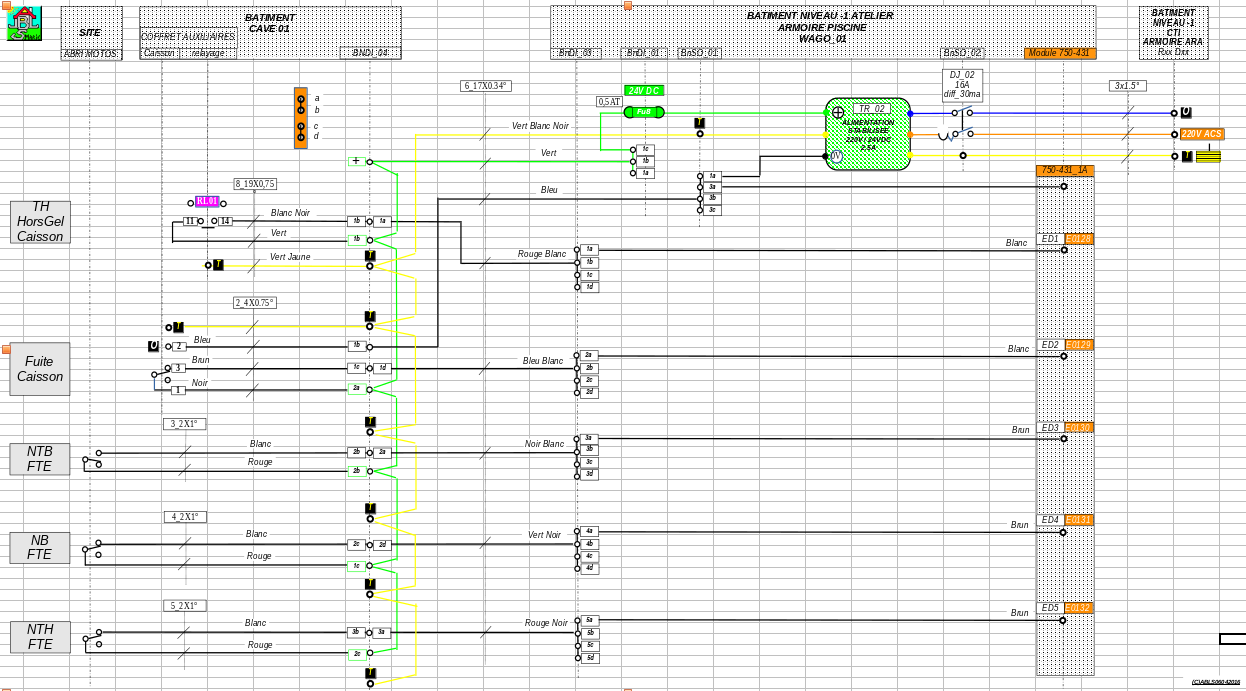 JBL
S
SITE
ABRI MOTOS
BATIMENT
CAVE 01
COFFRET AUXILIAIRES
Caisson
relayage
BNDI_04
BATIMENT NIVEAU -1 ATELIER
ARMOIRE PISCINE
WAGO_01
BnDI_03
BnDI_01
BnSO_01
BnSO_02
Module 750-431
BATIMENT
NIVEAU -1
CTI
ARMOIRE ARA
Rxx Dxx
a
b
c
d
6_17X0.34°
0,5 AT
24V DC
Fu8
DJ_02
16A
diff_30ma
3x1.5°
TR_02
ALIMENTATION
STABILISEE
220V / 24VDC
2.5A
0V
220V ACS
T
T
Vert Blanc Noir
Vert
Bleu
+
1c
1b
1a
1a
3a
3b
3c
750-431_1A
TH
HorsGel
Caisson
8_19X0,75
RL01
11
14
Blanc Noir
Vert
Vert Jaune
T
1b
1a
1b
T
Rouge Blanc
1a
1b
1c
1d
Blanc
ED1
E0128
Fuite
Caisson
2_4X0.75°
T
T
2
3
1
Bleu
Brun
Noir
1b
1c
1d
2a
Bleu Blanc
2a
2b
2c
2d
Blanc
ED2
E0129
NTB
FTE
3_2X1°
T
Blanc
Rouge
2b
2a
2b
Noir Blanc
3a
3b
3c
3d
Brun
ED3
E0130
NB
FTE
4_2X1°
T
Blanc
Rouge
2c
2d
1c
Vert Noir
4a
4b
4c
4d
Brun
ED4
E0131
NTH
FTE
5_2X1°
T
Blanc
Rouge
3b
3a
2c
T
Rouge Noir
5a
5b
5c
5d
Brun
ED5
E0132